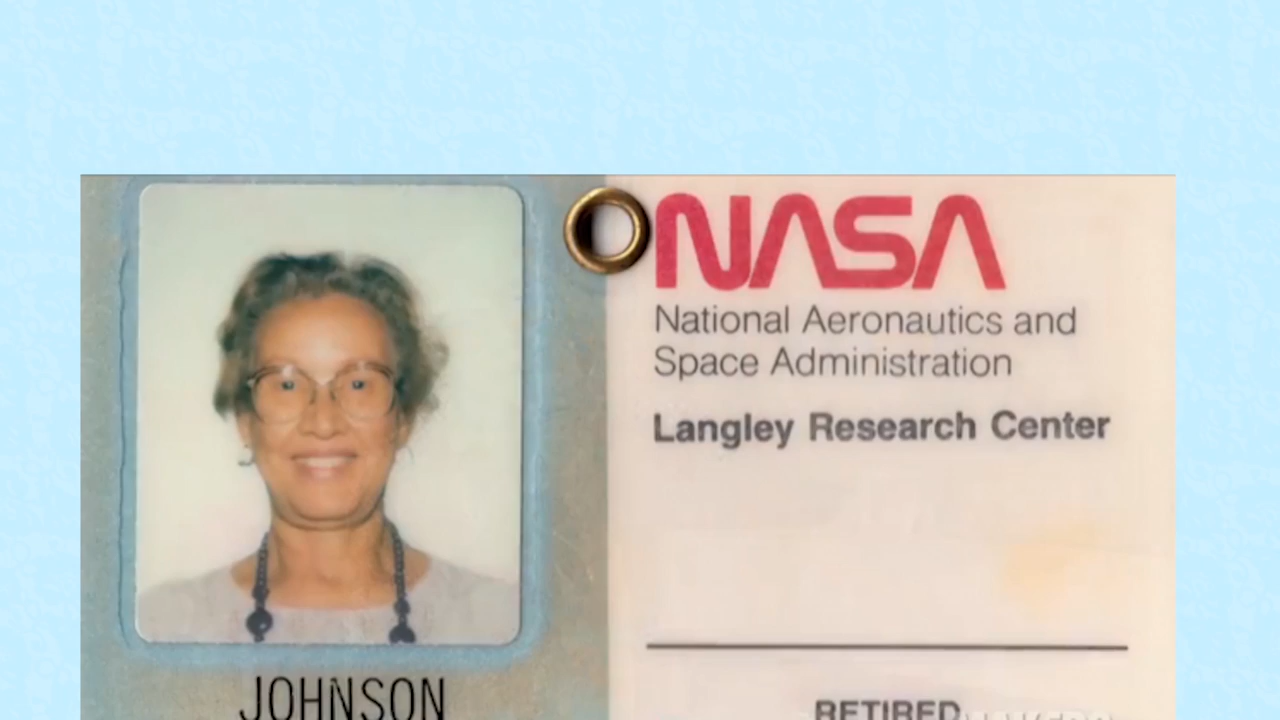 NASA
National Aeronautics and
Space Administration
Langley Research Center
JOHNSON
RETIRED